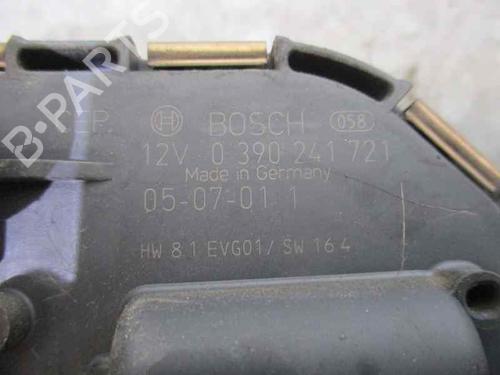 B-PARTS
EP
BOSCH 058
12V 0 390 241 721
Made in Germany
05-07-01 1
HW 8.1 EVG01/ SW 16.4